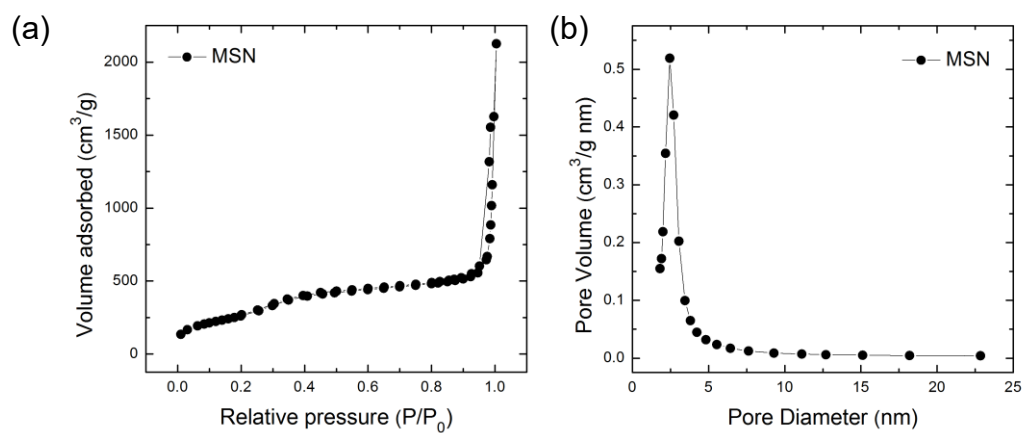 (a)
MSN
2000
1500
1000
500
0
Volume adsorbed (cm³/g)
0.0 0.2 0.4 0.6 0.8 1.0
Relative pressure (P/P₀)
(b)
MSN
0.5
0.4
0.3
0.2
0.1
0.0
Pore Volume (cm³/g nm)
0 5 10 15 20 25
Pore Diameter (nm)